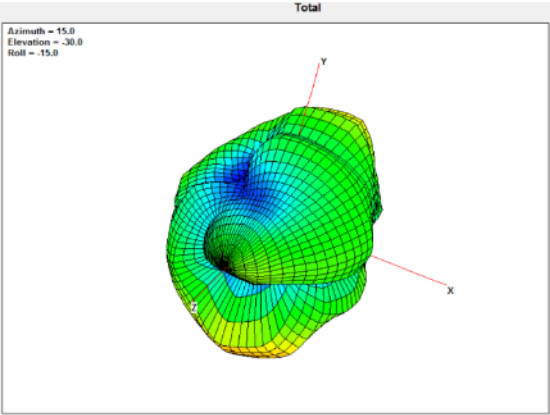 Total
Azimuth = 15.0
Elevation = -30.0
Roll = -15.0
Y
X
Z